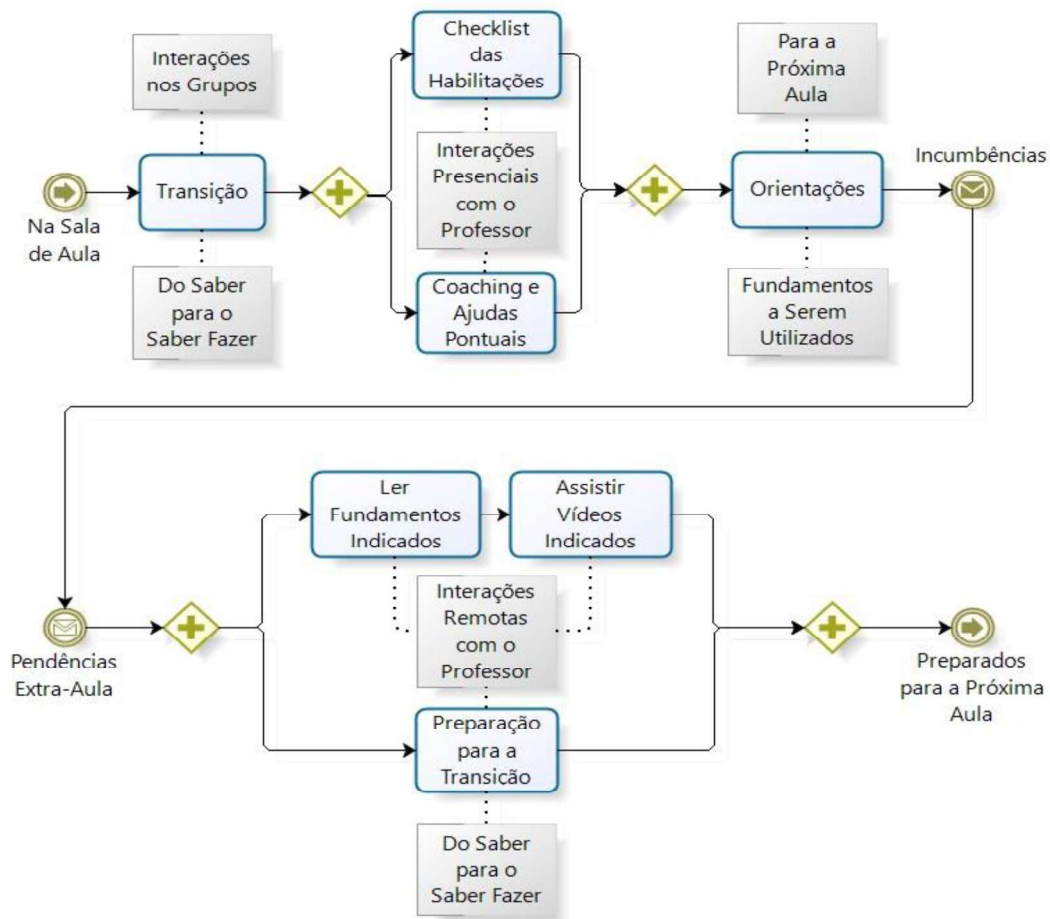 Interações
nos Grupos
Transição
Na Sala
de Aula
Do Saber
para o
Saber Fazer
Checklist
das
Habilitações
Interações
Presenciais
com o
Professor
Coaching e
Ajudas
Pontuais
Para a
Próxima
Aula
Orientações
Fundamentos
a Serem
Utilizados
Incumbências
Pendências
Extra-Aula
Ler
Fundamentos
Indicados
Assistir
Vídeos
Indicados
Interações
Remotas
com o
Professor
Preparação
para a
Transição
Do Saber
para o
Saber Fazer
Preparados
para a Próxima
Aula